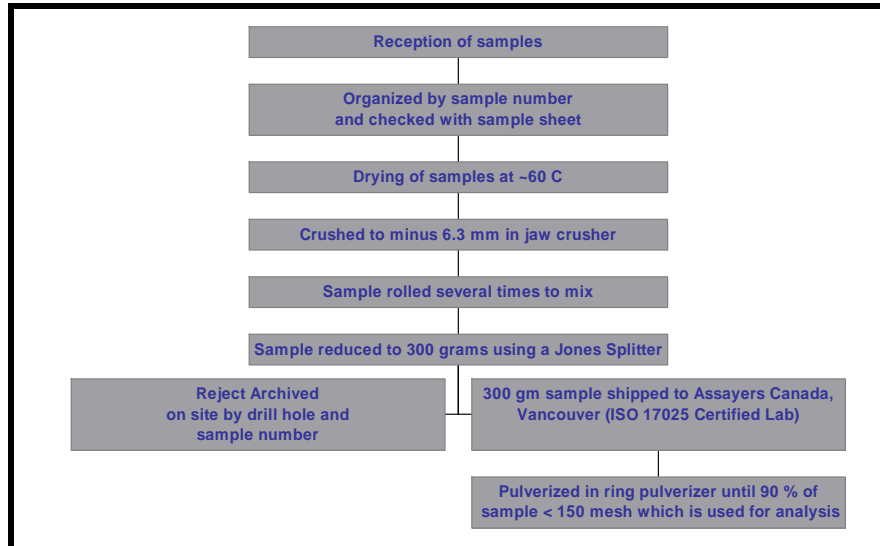 Reception of samples
Organized by sample number
and checked with sample sheet
Drying of samples at ~60 C
Crushed to minus 6.3 mm in jaw crusher
Sample rolled several times to mix
Sample reduced to 300 grams using a Jones Splitter
Reject Archived
on site by drill hole and
sample number
300 gm sample shipped to Assayers Canada,
Vancouver (ISO 17025 Certified Lab)
Pulverized in ring pulverizer until 90 % of
sample < 150 mesh which is used for analysis